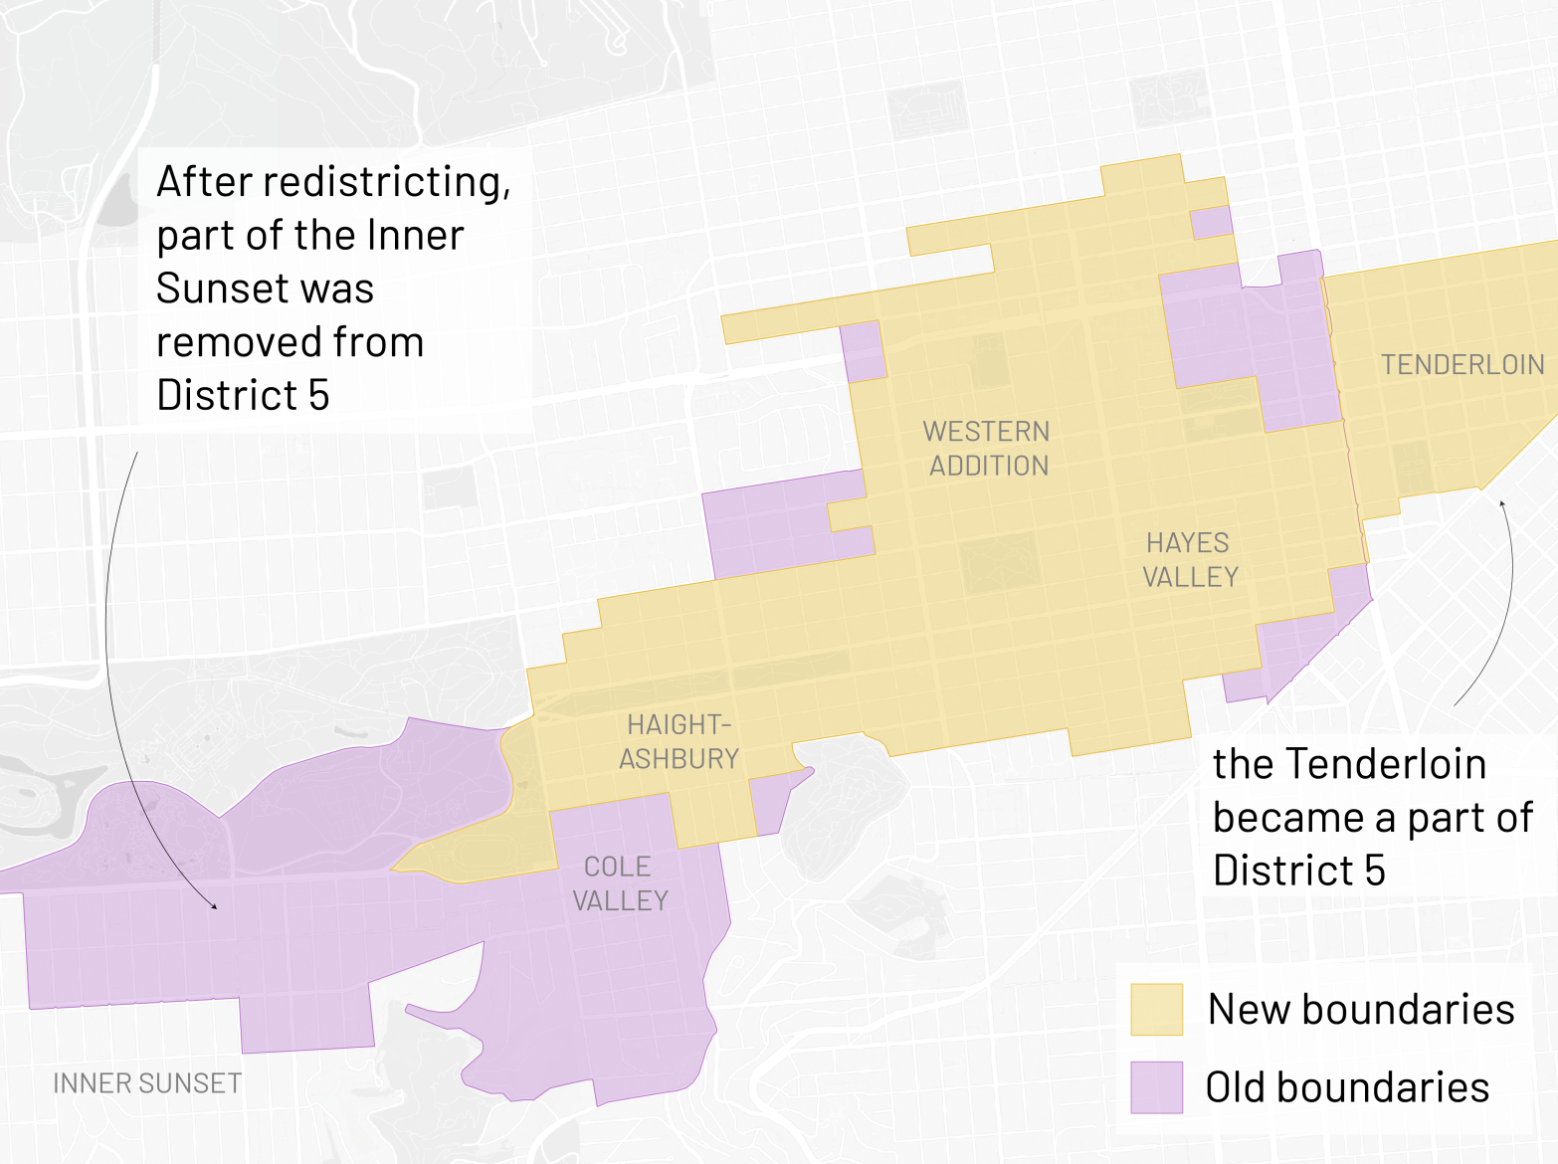 After redistricting,
part of the Inner
Sunset was
removed from
District 5
TENDERLOIN
WESTERN
ADDITION
HAYES
VALLEY
HAIGHT-
ASHBURY
the Tenderloin
became a part of
District 5
COLE
VALLEY
New boundaries
Old boundaries
INNER SUNSET